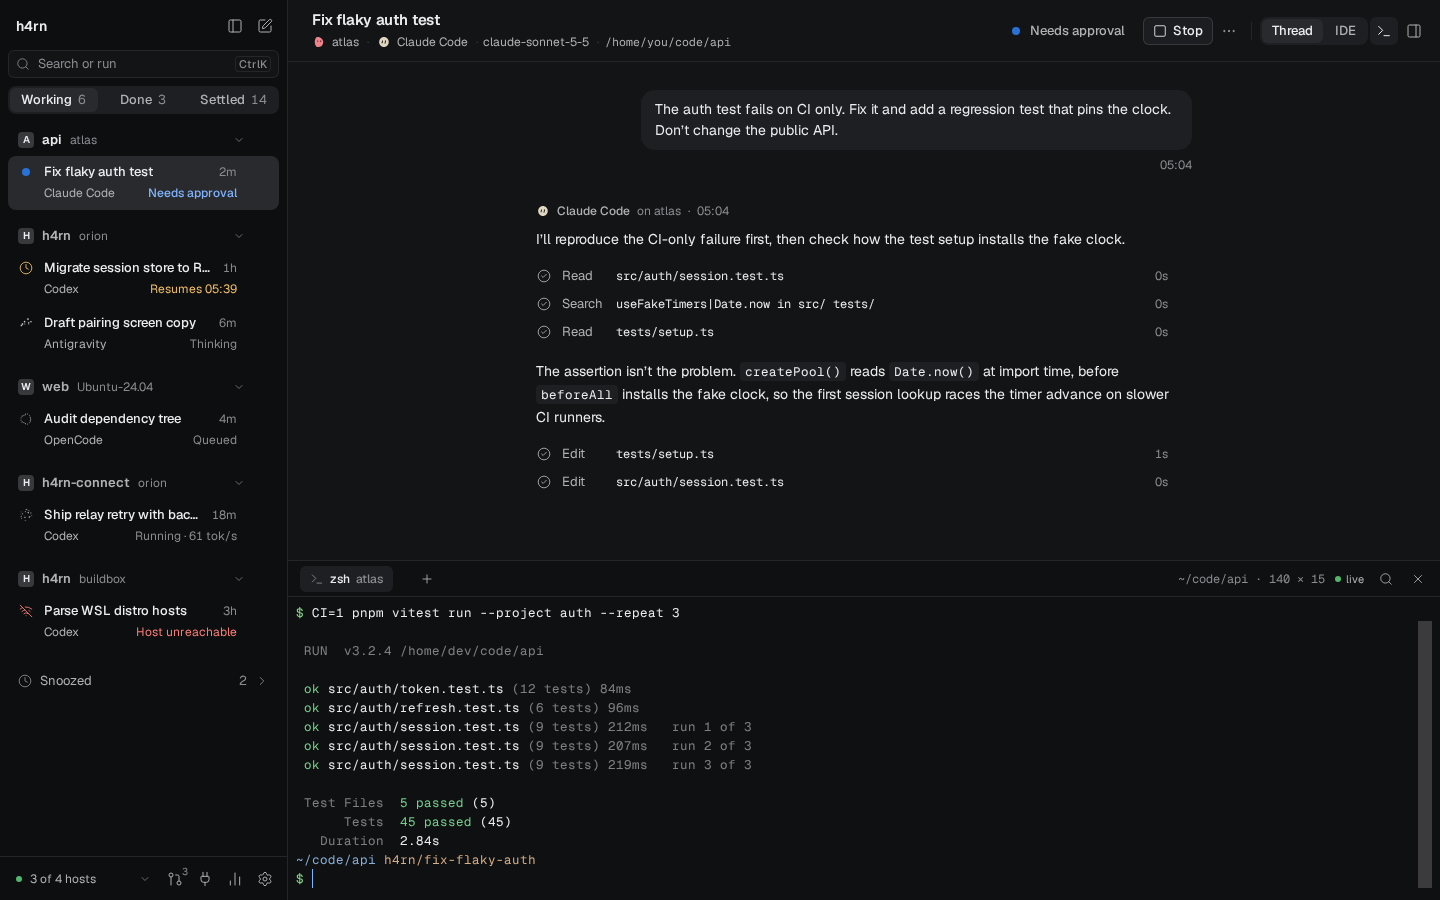 h4rn
Search or run
CtrlK
Working 6
Done 3
Settled 14
A api atlas
Fix flaky auth test 2m
Claude Code Needs approval
H h4rn orion
Migrate session store to R... 1h
Codex Resumes 05:39
Draft pairing screen copy 6m
Antigravity Thinking
W web Ubuntu-24.04
Audit dependency tree 4m
OpenCode Queued
H h4rn-connect orion
Ship relay retry with bac... 18m
Codex Running · 61 tok/s
H h4rn buildbox
Parse WSL distro hosts 3h
Codex Host unreachable
Snoozed 2
3 of 4 hosts
3
Fix flaky auth test
atlas · Claude Code · claude-sonnet-5-5 · /home/you/code/api
Needs approval
Stop
Thread
IDE
The auth test fails on CI only. Fix it and add a regression test that pins the clock.
Don’t change the public API.
05:04
Claude Code on atlas · 05:04
I’ll reproduce the CI-only failure first, then check how the test setup installs the fake clock.
Read src/auth/session.test.ts 0s
Search useFakeTimers|Date.now in src/ tests/ 0s
Read tests/setup.ts 0s
The assertion isn’t the problem. createPool() reads Date.now() at import time, before
beforeAll installs the fake clock, so the first session lookup races the timer advance on slower
CI runners.
Edit tests/setup.ts 1s
Edit src/auth/session.test.ts 0s
zsh atlas
~/code/api · 140 × 15 live
$ CI=1 pnpm vitest run --project auth --repeat 3
RUN v3.2.4 /home/dev/code/api
ok src/auth/token.test.ts (12 tests) 84ms
ok src/auth/refresh.test.ts (6 tests) 96ms
ok src/auth/session.test.ts (9 tests) 212ms run 1 of 3
ok src/auth/session.test.ts (9 tests) 207ms run 2 of 3
ok src/auth/session.test.ts (9 tests) 219ms run 3 of 3
Test Files 5 passed (5)
Tests 45 passed (45)
Duration 2.84s
~/code/api h4rn/fix-flaky-auth
$